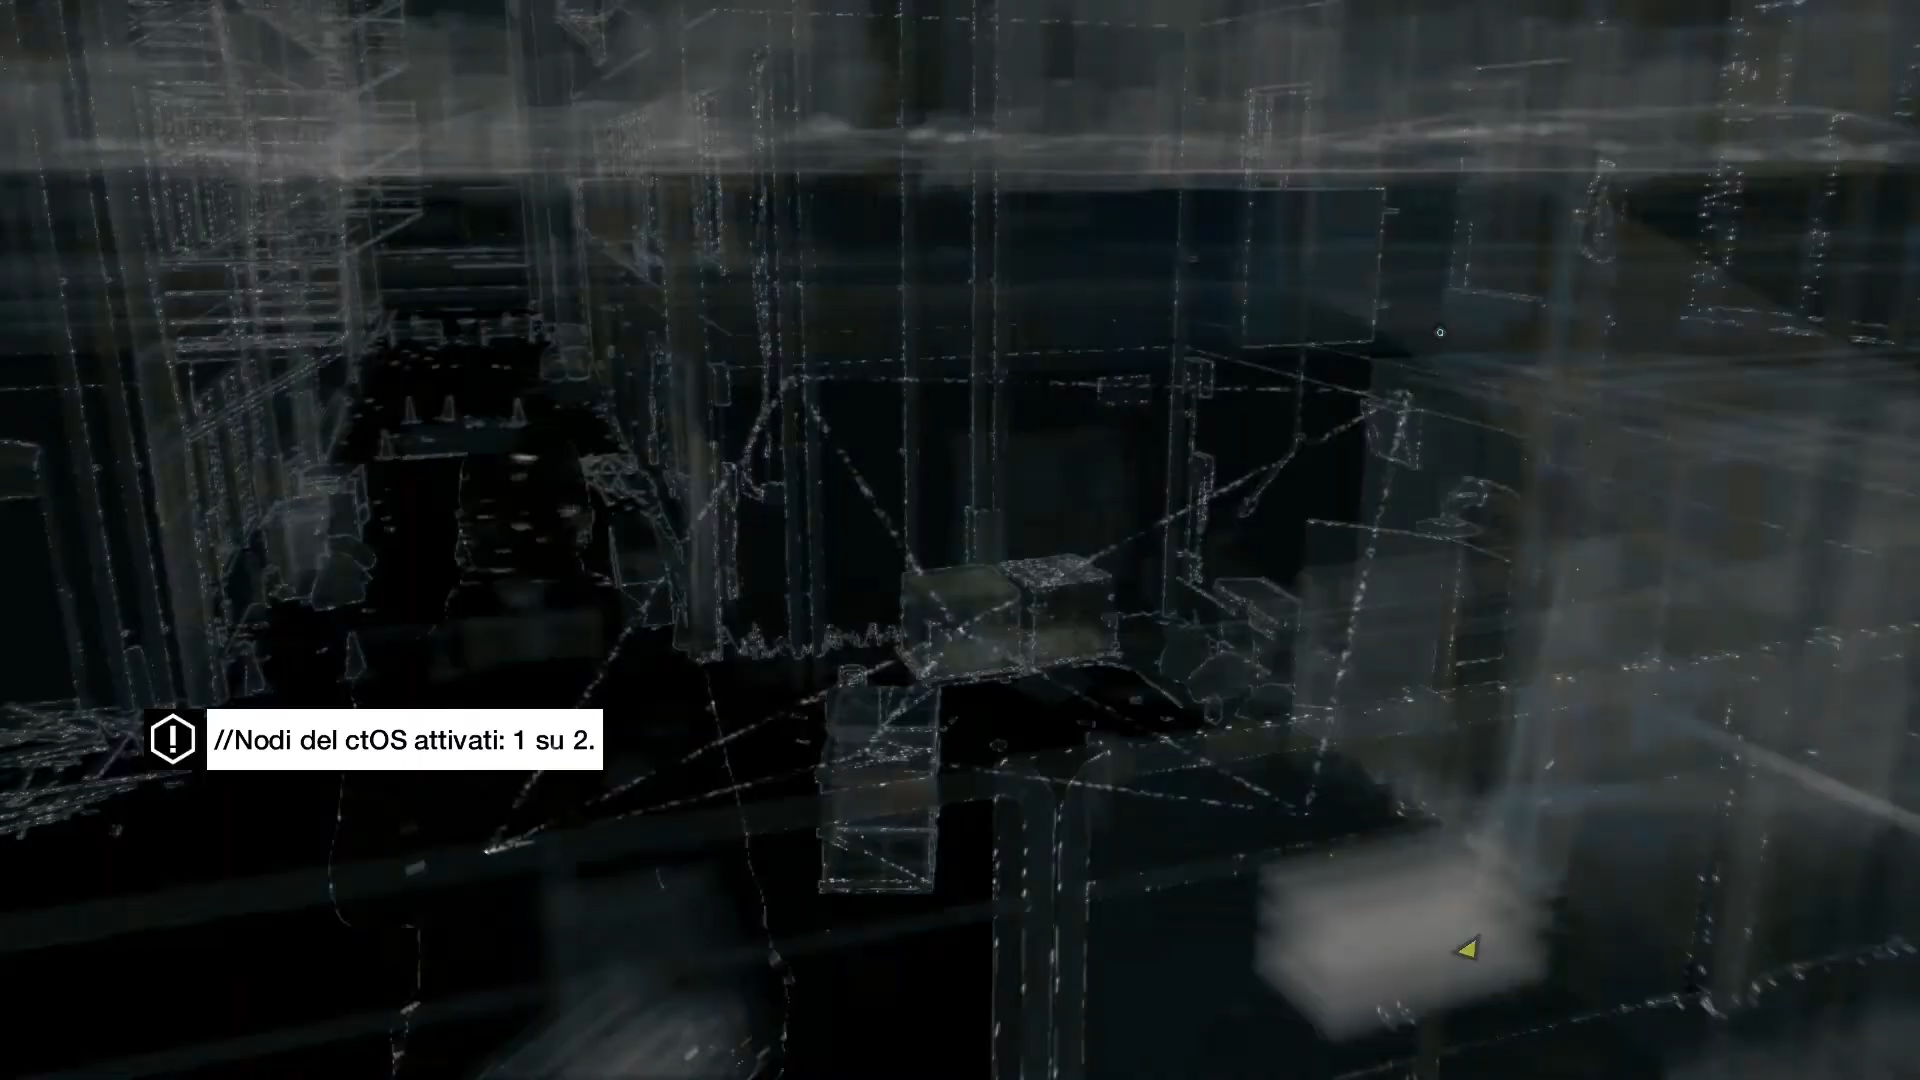 //Nodi del ctOS attivati: 1 su 2.